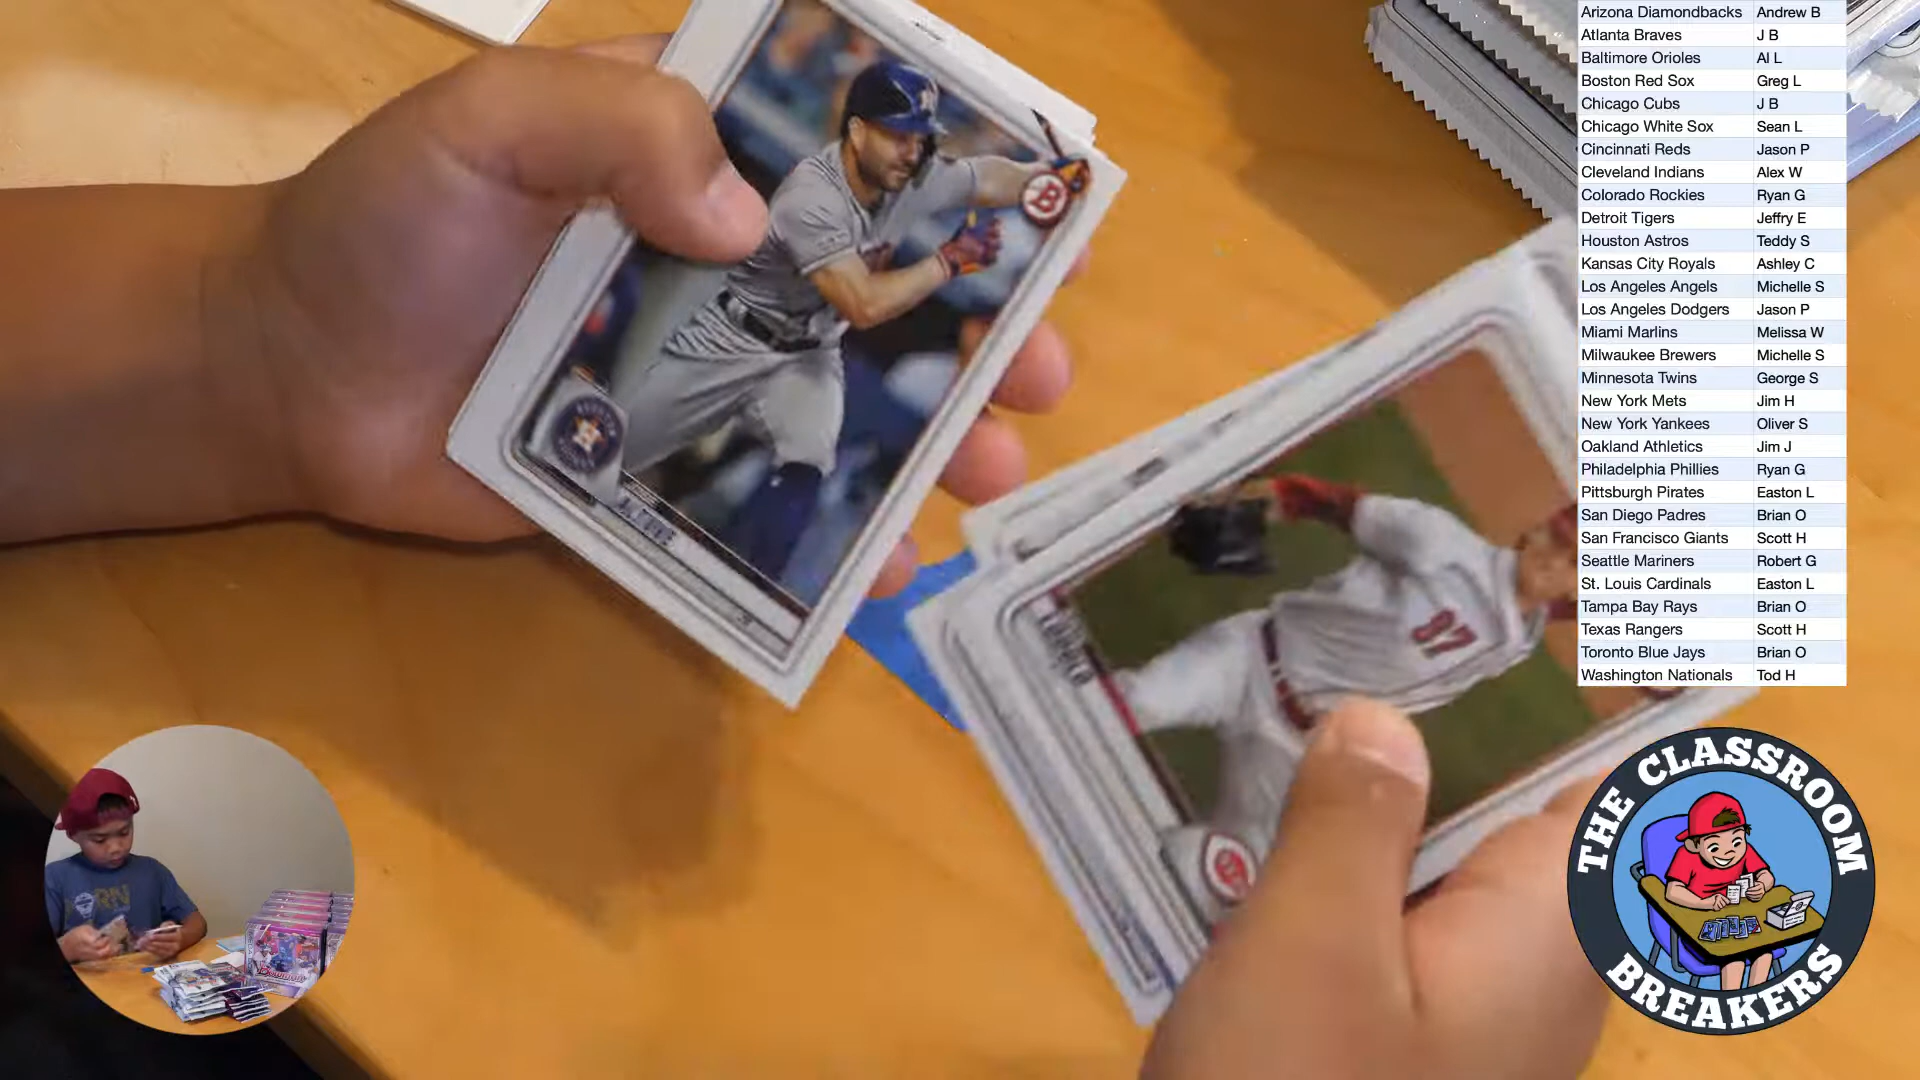 Arizona Diamondbacks Andrew B
Atlanta Braves J B
Baltimore Orioles Al L
Boston Red Sox Greg L
Chicago Cubs J B
Chicago White Sox Sean L
Cincinnati Reds Jason P
Cleveland Indians Alex W
Colorado Rockies Ryan G
Detroit Tigers Jeffry E
Houston Astros Teddy S
Kansas City Royals Ashley C
Los Angeles Angels Michelle S
Los Angeles Dodgers Jason P
Miami Marlins Melissa W
Milwaukee Brewers Michelle S
Minnesota Twins George S
New York Mets Jim H
New York Yankees Oliver S
Oakland Athletics Jim J
Philadelphia Phillies Ryan G
Pittsburgh Pirates Easton L
San Diego Padres Brian O
San Francisco Giants Scott H
Seattle Mariners Robert G
St. Louis Cardinals Easton L
Tampa Bay Rays Brian O
Texas Rangers Scott H
Toronto Blue Jays Brian O
Washington Nationals Tod H
B
87
THE CLASSROOM
BREAKERS